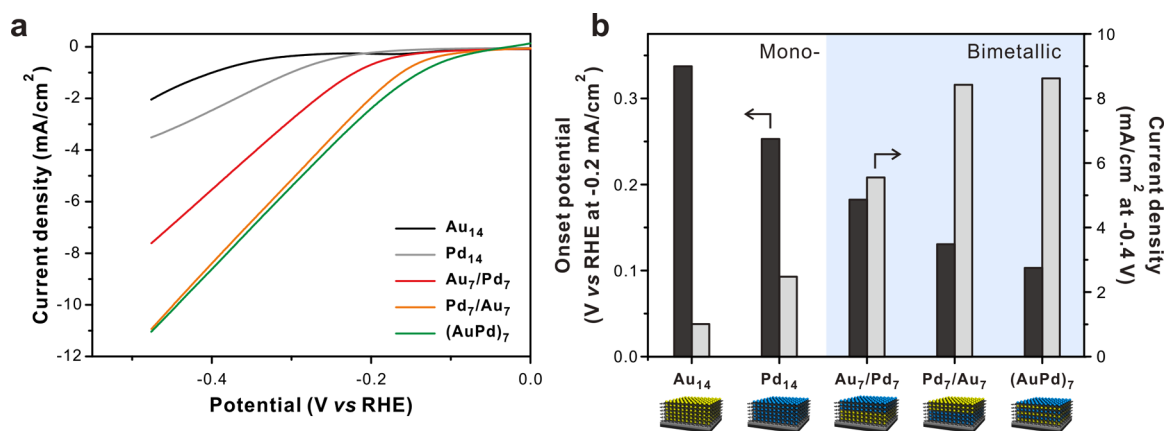 a
Current density (mA/cm²)
0
-2
-4
-6
-8
-10
-12
-0.4
-0.2
0.0
Potential (V vs RHE)
Au₁₄
Pd₁₄
Au₇/Pd₇
Pd₇/Au₇
(AuPd)₇
b
Mono-
Bimetallic
Onset potential
(V vs RHE at -0.2 mA/cm²)
0.3
0.2
0.1
0.0
10
8
6
4
2
0
Current density
(mA/cm² at -0.4 V)
Au₁₄
Pd₁₄
Au₇/Pd₇
Pd₇/Au₇
(AuPd)₇